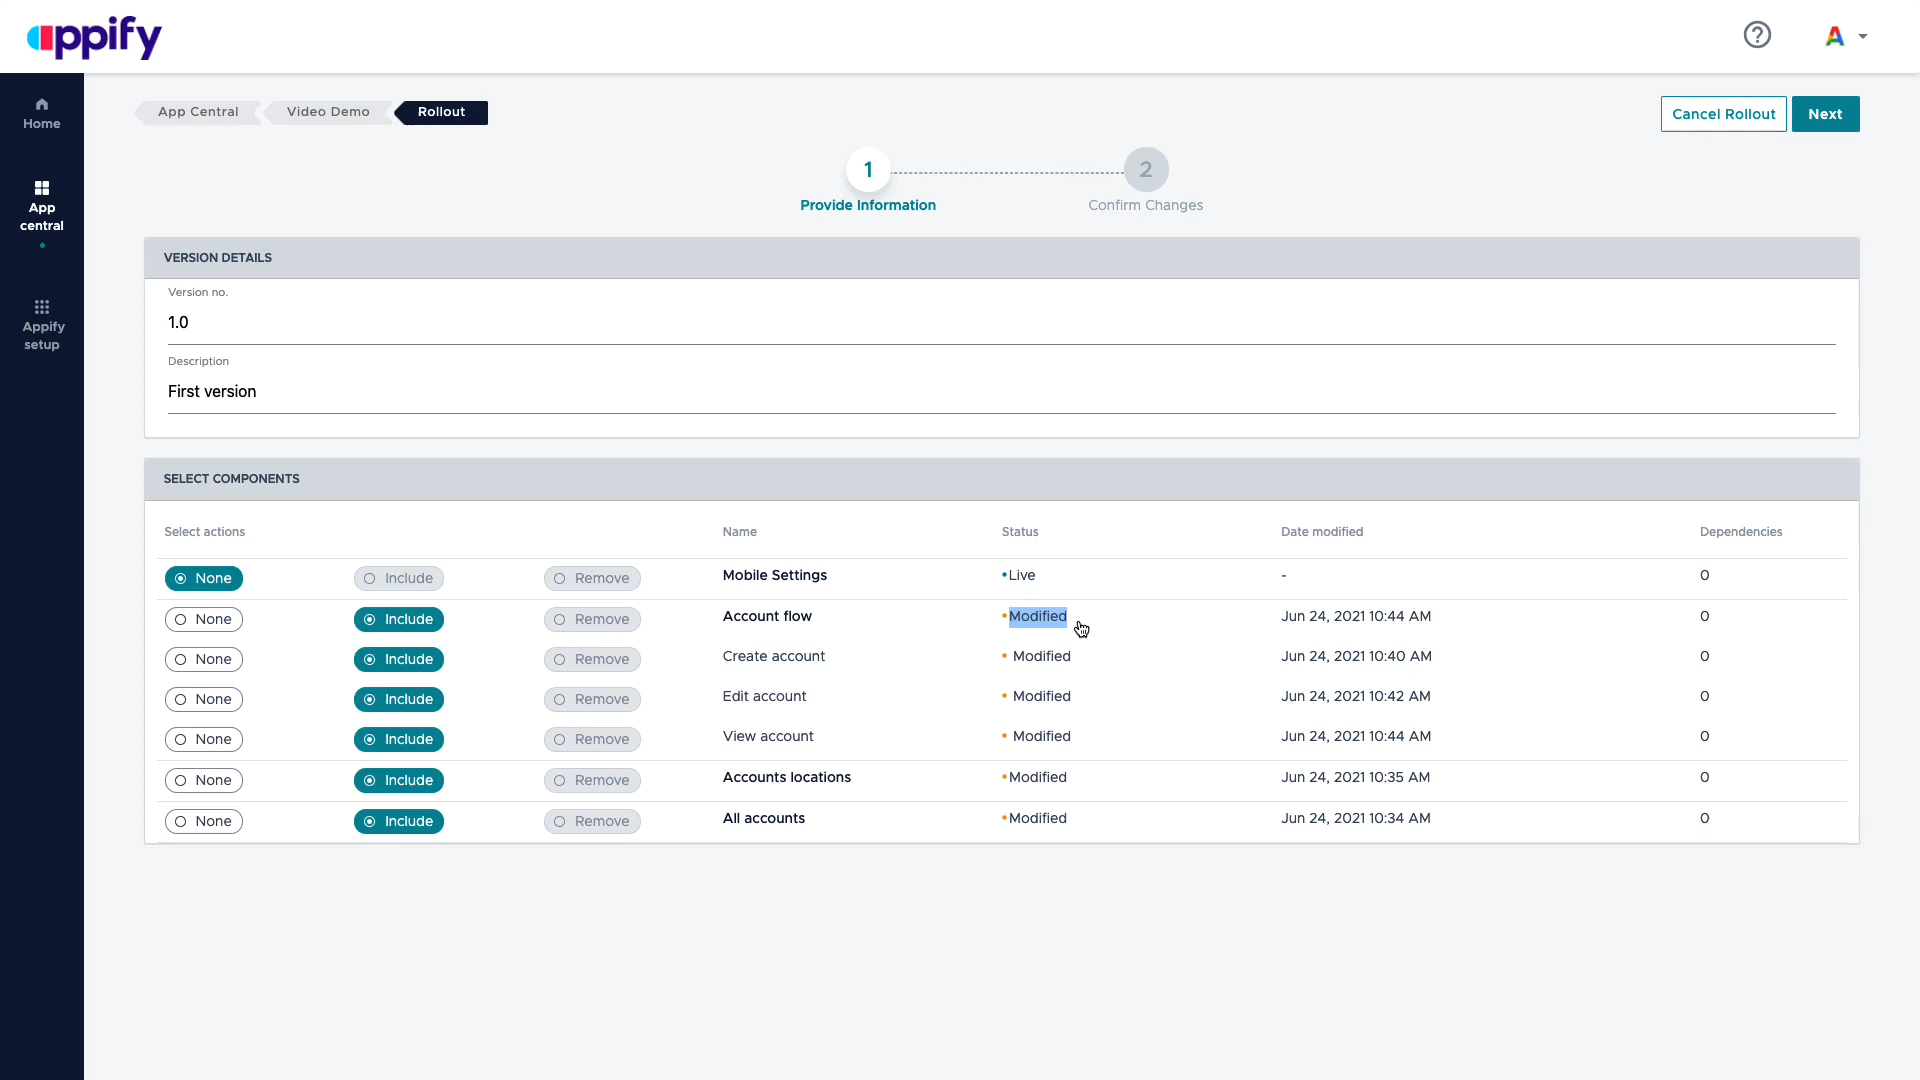 appify
A
Home
App
central
Appify
setup
App Central Video Demo Rollout
Cancel Rollout Next
1 2
Provide Information Confirm Changes
VERSION DETAILS
Version no.
1.0
Description
First version
SELECT COMPONENTS
Select actions Name Status Date modified Dependencies
None Include Remove Mobile Settings Live - 0
None Include Remove Account flow Modified Jun 24, 2021 10:44 AM 0
None Include Remove Create account Modified Jun 24, 2021 10:40 AM 0
None Include Remove Edit account Modified Jun 24, 2021 10:42 AM 0
None Include Remove View account Modified Jun 24, 2021 10:44 AM 0
None Include Remove Accounts locations Modified Jun 24, 2021 10:35 AM 0
None Include Remove All accounts Modified Jun 24, 2021 10:34 AM 0